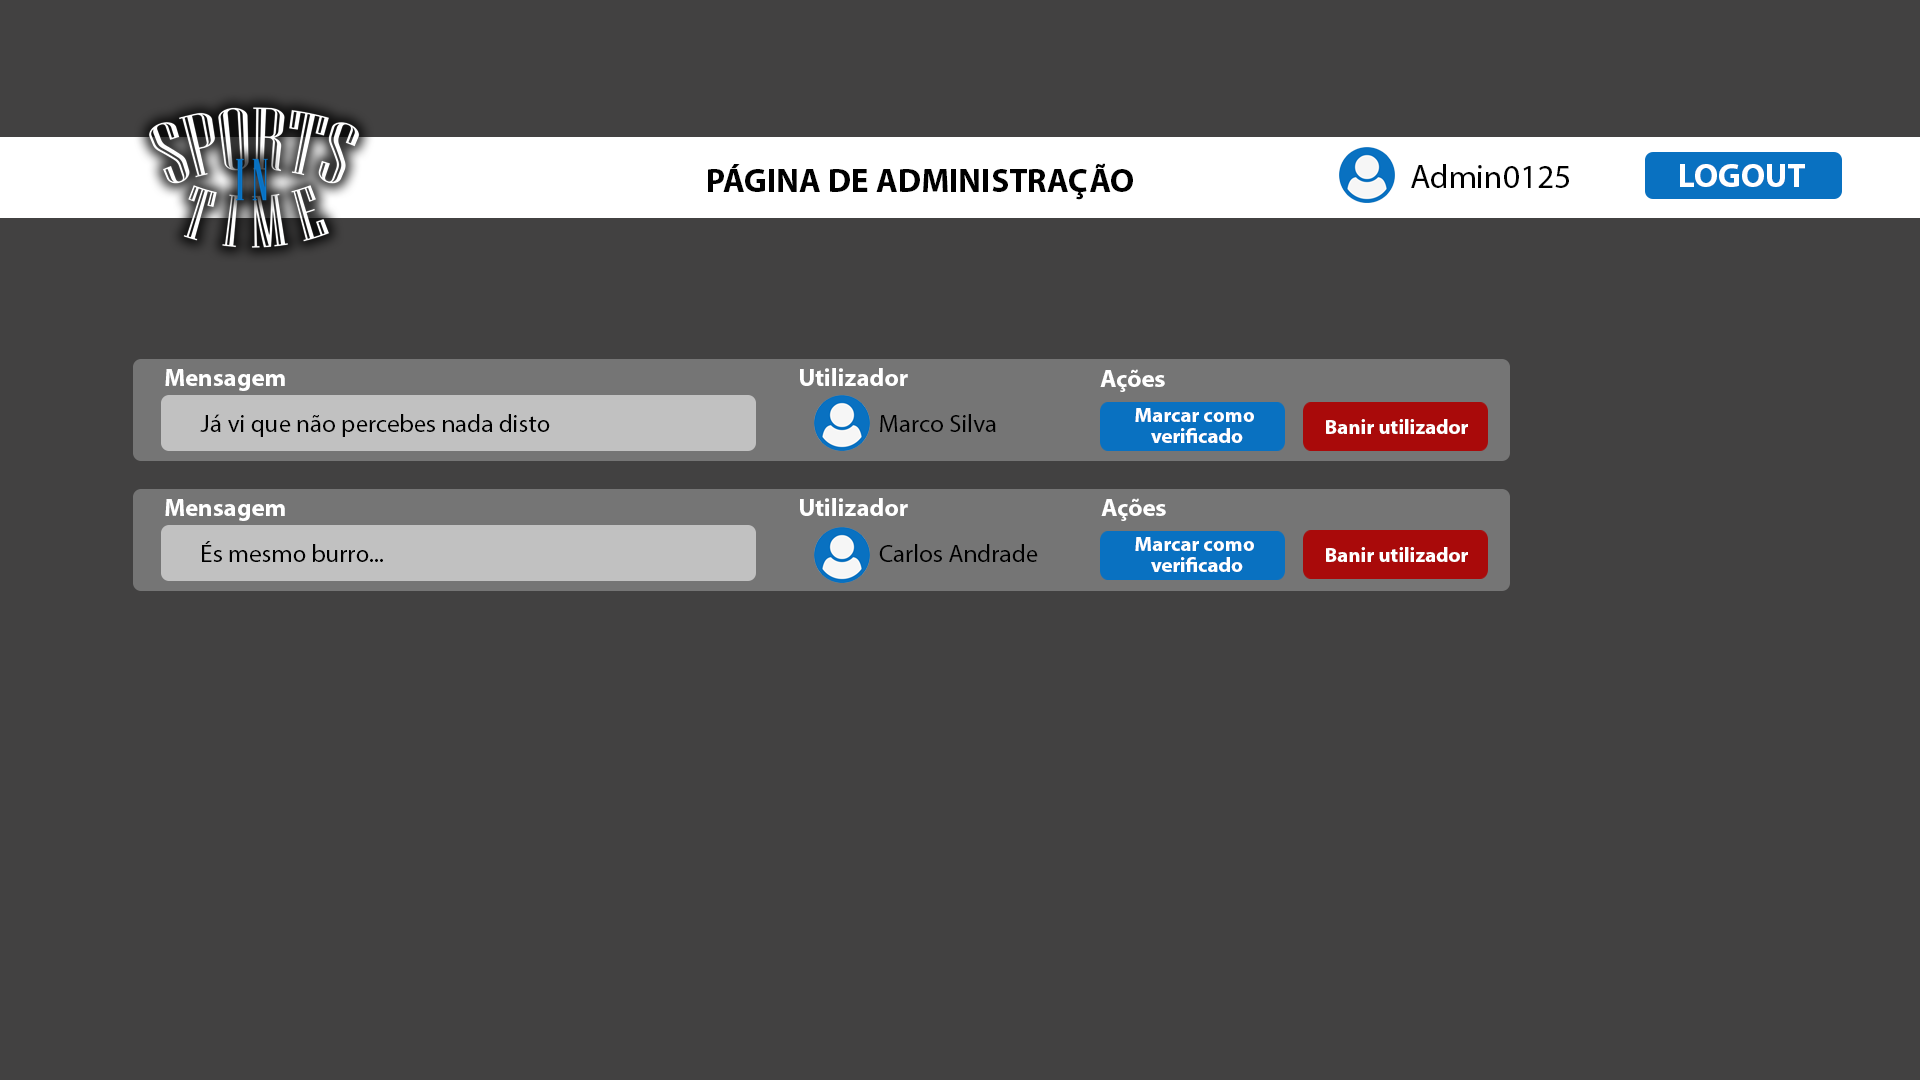 SPORTS
IN
TIME
PÁGINA DE ADMINISTRAÇÃO
Admin0125
LOGOUT
Mensagem
Utilizador
Ações
Já vi que não percebes nada disto
Marco Silva
Marcar como
verificado
Banir utilizador
Mensagem
Utilizador
Ações
És mesmo burro...
Carlos Andrade
Marcar como
verificado
Banir utilizador